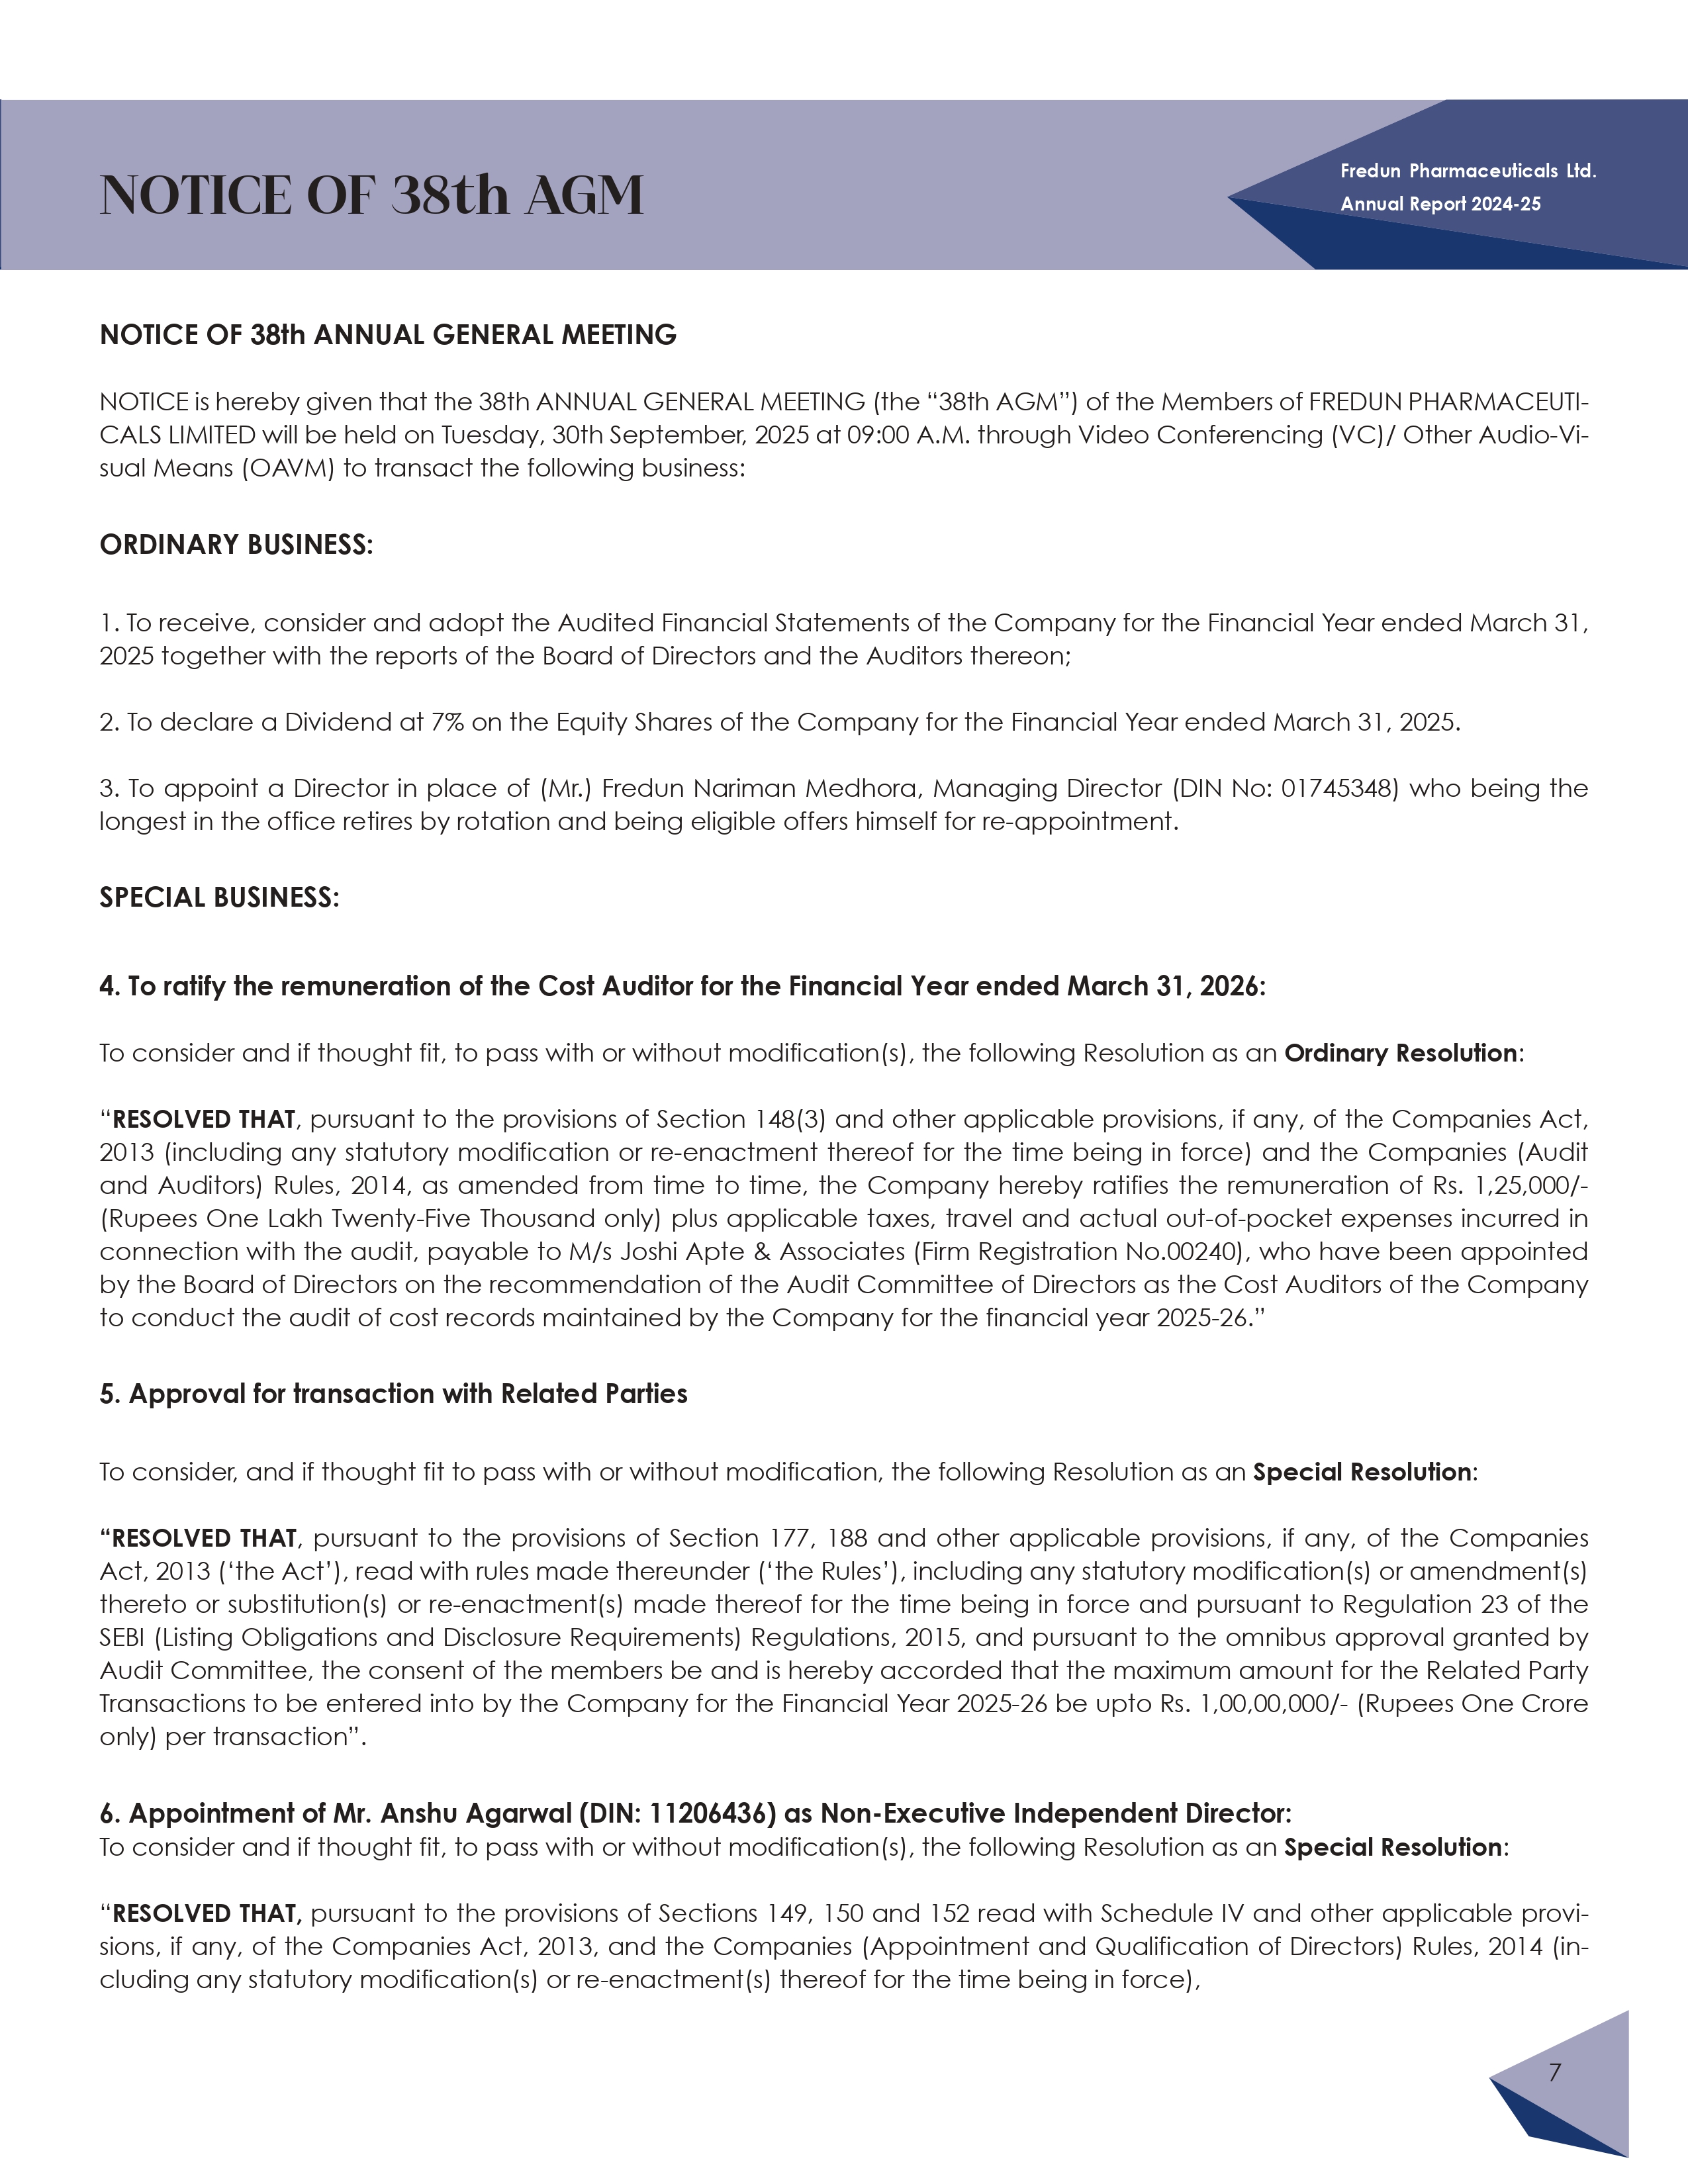 NOTICE OF 38th AGM
Fredun Pharmaceuticals Ltd.
Annual Report 2024-25
NOTICE OF 38th ANNUAL GENERAL MEETING
NOTICE is hereby given that the 38th ANNUAL GENERAL MEETING (the “38th AGM”) of the Members of FREDUN PHARMACEUTI-
CALS LIMITED will be held on Tuesday, 30th September, 2025 at 09:00 A.M. through Video Conferencing (VC)/ Other Audio-Vi-
sual Means (OAVM) to transact the following business:
ORDINARY BUSINESS:
1. To receive, consider and adopt the Audited Financial Statements of the Company for the Financial Year ended March 31,
2025 together with the reports of the Board of Directors and the Auditors thereon;
2. To declare a Dividend at 7% on the Equity Shares of the Company for the Financial Year ended March 31, 2025.
3. To appoint a Director in place of (Mr.) Fredun Nariman Medhora, Managing Director (DIN No: 01745348) who being the
longest in the office retires by rotation and being eligible offers himself for re-appointment.
SPECIAL BUSINESS:
4. To ratify the remuneration of the Cost Auditor for the Financial Year ended March 31, 2026:
To consider and if thought fit, to pass with or without modification(s), the following Resolution as an Ordinary Resolution:
“RESOLVED THAT, pursuant to the provisions of Section 148(3) and other applicable provisions, if any, of the Companies Act,
2013 (including any statutory modification or re-enactment thereof for the time being in force) and the Companies (Audit
and Auditors) Rules, 2014, as amended from time to time, the Company hereby ratifies the remuneration of Rs. 1,25,000/-
(Rupees One Lakh Twenty-Five Thousand only) plus applicable taxes, travel and actual out-of-pocket expenses incurred in
connection with the audit, payable to M/s Joshi Apte & Associates (Firm Registration No.00240), who have been appointed
by the Board of Directors on the recommendation of the Audit Committee of Directors as the Cost Auditors of the Company
to conduct the audit of cost records maintained by the Company for the financial year 2025-26.”
5. Approval for transaction with Related Parties
To consider, and if thought fit to pass with or without modification, the following Resolution as an Special Resolution:
“RESOLVED THAT, pursuant to the provisions of Section 177, 188 and other applicable provisions, if any, of the Companies
Act, 2013 (‘the Act’), read with rules made thereunder (‘the Rules’), including any statutory modification(s) or amendment(s)
thereto or substitution(s) or re-enactment(s) made thereof for the time being in force and pursuant to Regulation 23 of the
SEBI (Listing Obligations and Disclosure Requirements) Regulations, 2015, and pursuant to the omnibus approval granted by
Audit Committee, the consent of the members be and is hereby accorded that the maximum amount for the Related Party
Transactions to be entered into by the Company for the Financial Year 2025-26 be upto Rs. 1,00,00,000/- (Rupees One Crore
only) per transaction”.
6. Appointment of Mr. Anshu Agarwal (DIN: 11206436) as Non-Executive Independent Director:
To consider and if thought fit, to pass with or without modification(s), the following Resolution as an Special Resolution:
“RESOLVED THAT, pursuant to the provisions of Sections 149, 150 and 152 read with Schedule IV and other applicable provi-
sions, if any, of the Companies Act, 2013, and the Companies (Appointment and Qualification of Directors) Rules, 2014 (in-
cluding any statutory modification(s) or re-enactment(s) thereof for the time being in force),
7